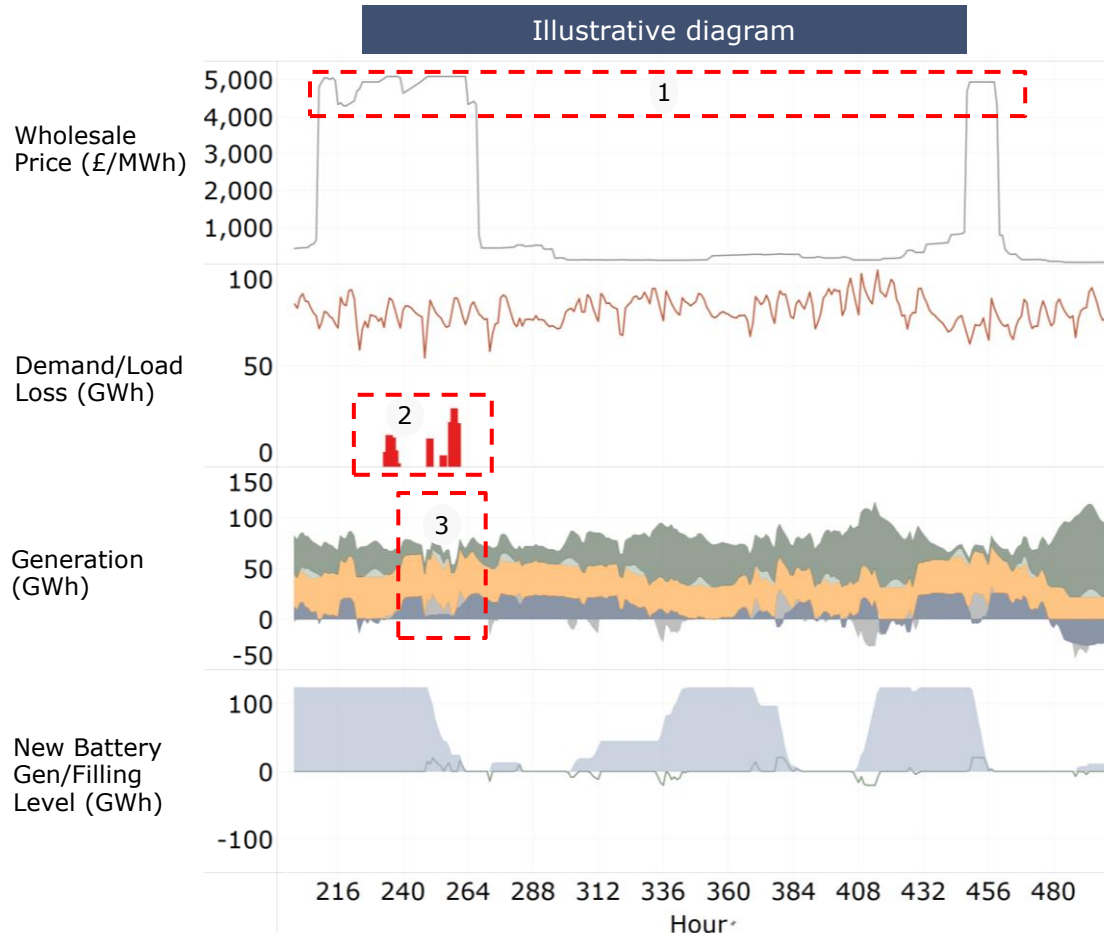 Illustrative diagram
Wholesale
Price (£/MWh)
5,000
4,000
3,000
2,000
1,000
1
Demand/Load
Loss (GWh)
100
50
0
2
Generation
(GWh)
150
100
50
0
-50
3
New Battery
Gen/Filling
Level (GWh)
100
0
-100
216 240 264 288 312 336 360 384 408 432 456 480
Hour